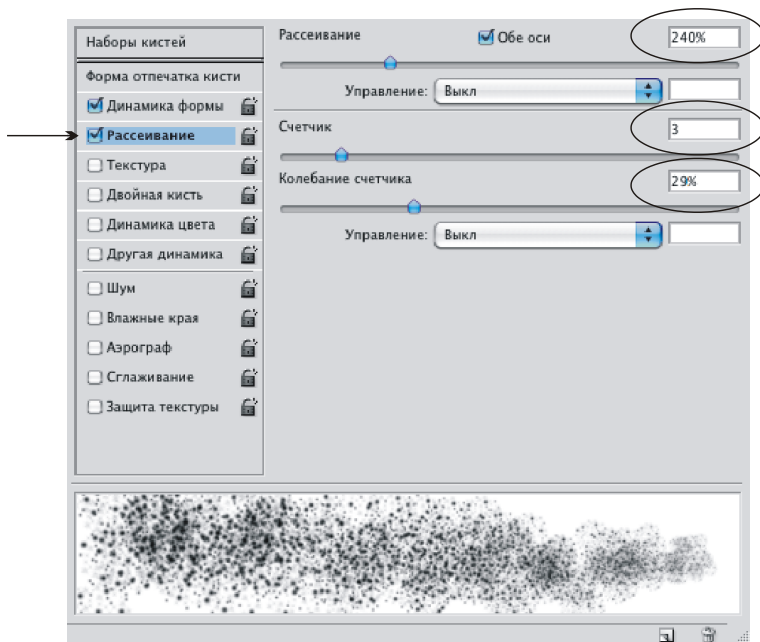 Наборы кистей
Форма отпечатка кисти
Динамика формы
Рассеивание
Текстура
Двойная кисть
Динамика цвета
Другая динамика
Шум
Влажные края
Аэрограф
Сглаживание
Защита текстуры
Рассеивание Обе оси 240%
Управление: Выкл
Счетчик 3
Колебание счетчика 29%
Управление: Выкл